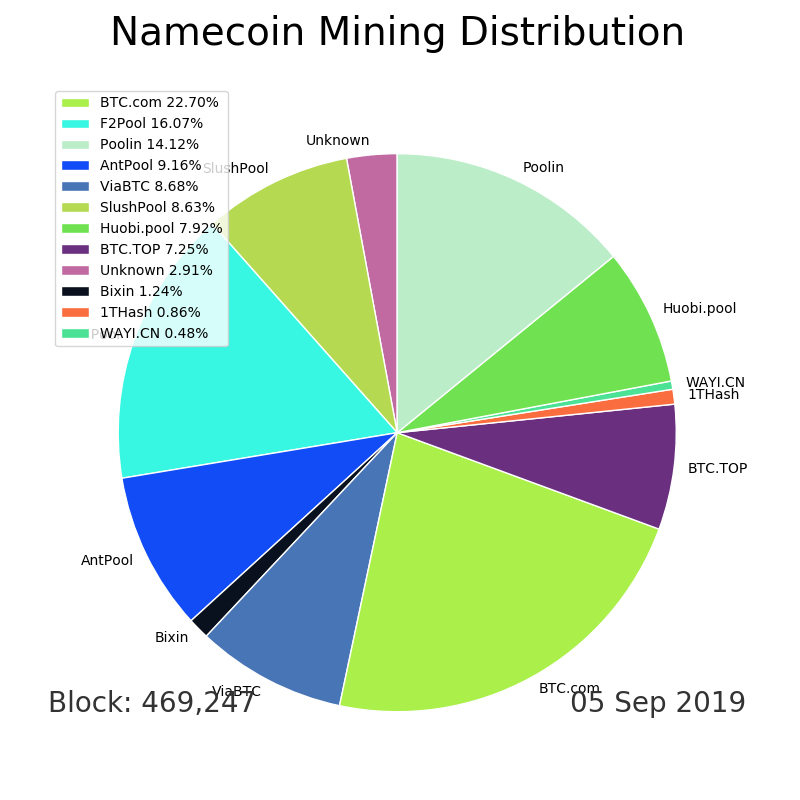 Namecoin Mining Distribution
BTC.com 22.70%
F2Pool 16.07%
Poolin 14.12%
AntPool 9.16%
ViaBTC 8.68%
SlushPool 8.63%
Huobi.pool 7.92%
BTC.TOP 7.25%
Unknown 2.91%
Bixin 1.24%
1THash 0.86%
WAYI.CN 0.48%
Unknown
Poolin
SlushPool
Huobi.pool
WAYI.CN
1THash
BTC.TOP
AntPool
Bixin
ViaBTC
BTC.com
Block: 469,247
05 Sep 2019